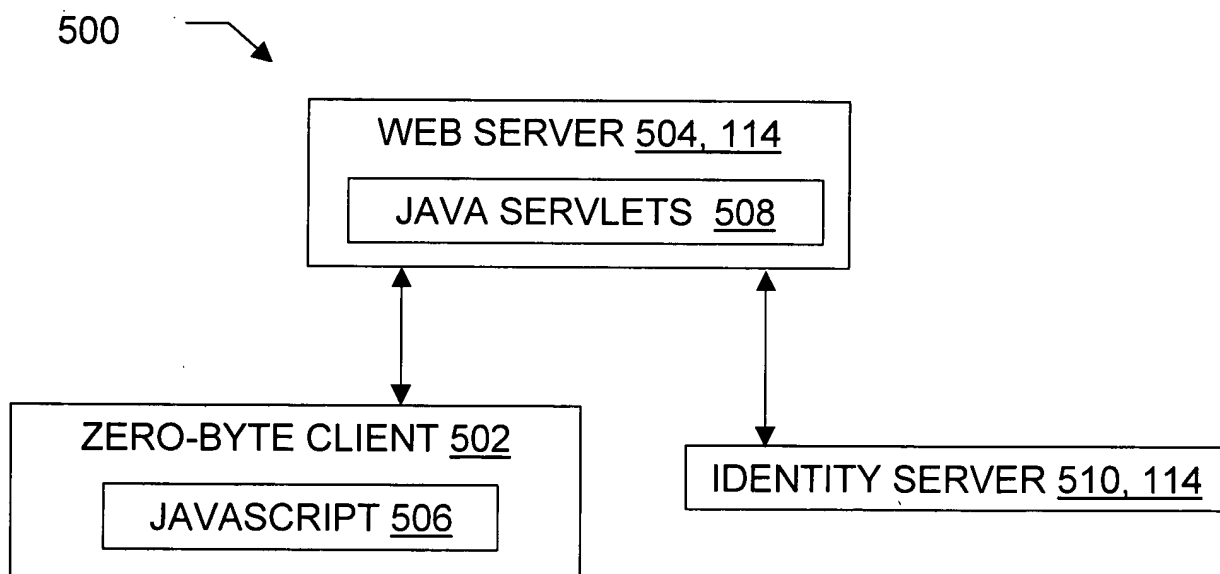 500
WEB SERVER 504, 114
JAVA SERVLETS 508
ZERO-BYTE CLIENT 502
JAVASCRIPT 506
IDENTITY SERVER 510, 114